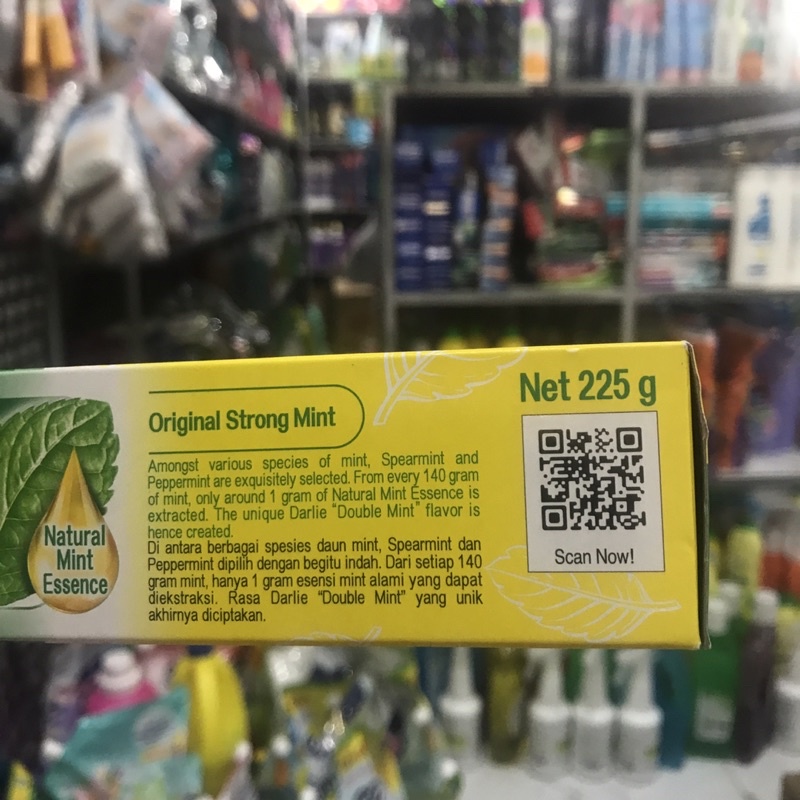 Original Strong Mint
Amongst various species of mint, Spearmint and
Peppermint are exquisitely selected. From every 140 gram
of mint, only around 1 gram of Natural Mint Essence is
extracted. The unique Darlie "Double Mint" flavor is
hence created.
Di antara berbagai spesies daun mint, Spearmint dan
Peppermint dipilih dengan begitu indah. Dari setiap 140
gram mint, hanya 1 gram esensi mint alami yang dapat
diekstraksi. Rasa Darlie "Double Mint" yang unik
akhirnya diciptakan.
Natural
Mint
Essence
Net 225 g
Scan Now!